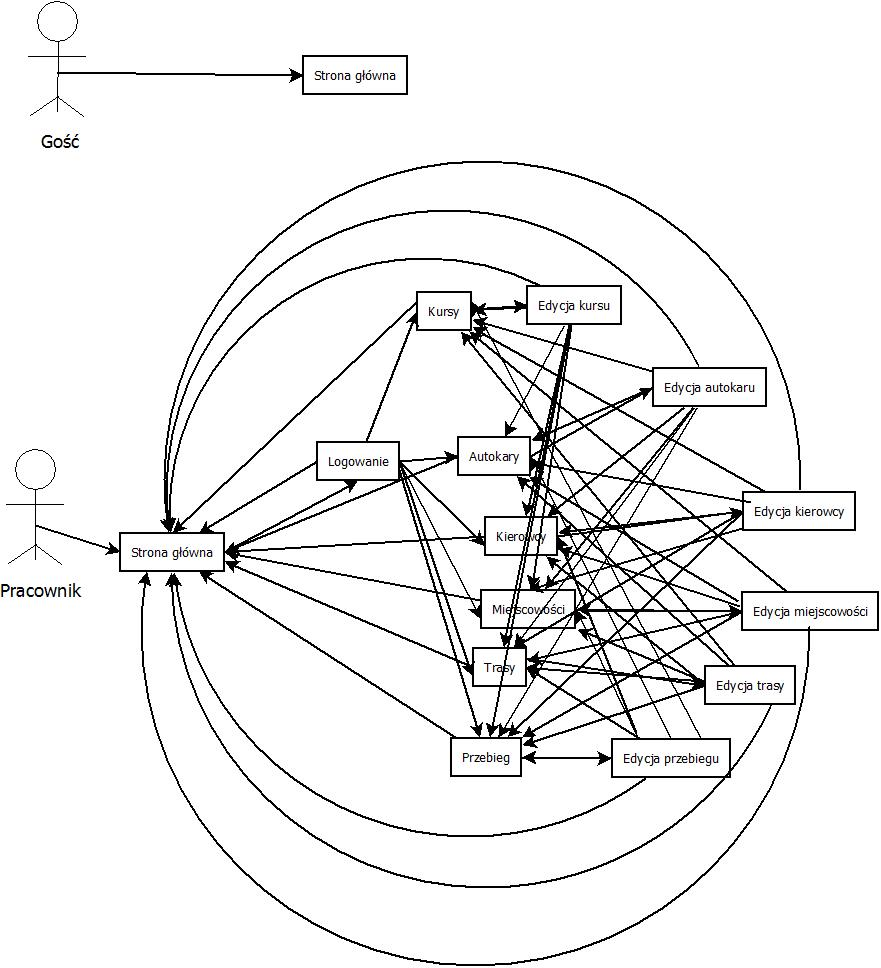 Strona główna
Gość
Kursy
Edycja kursu
Edycja autokaru
Logowanie
Autokary
Edycja kierowcy
Kierowcy
Strona główna
Pracownik
Miejscowości
Edycja miejscowości
Trasy
Edycja trasy
Przebieg
Edycja przebiegu